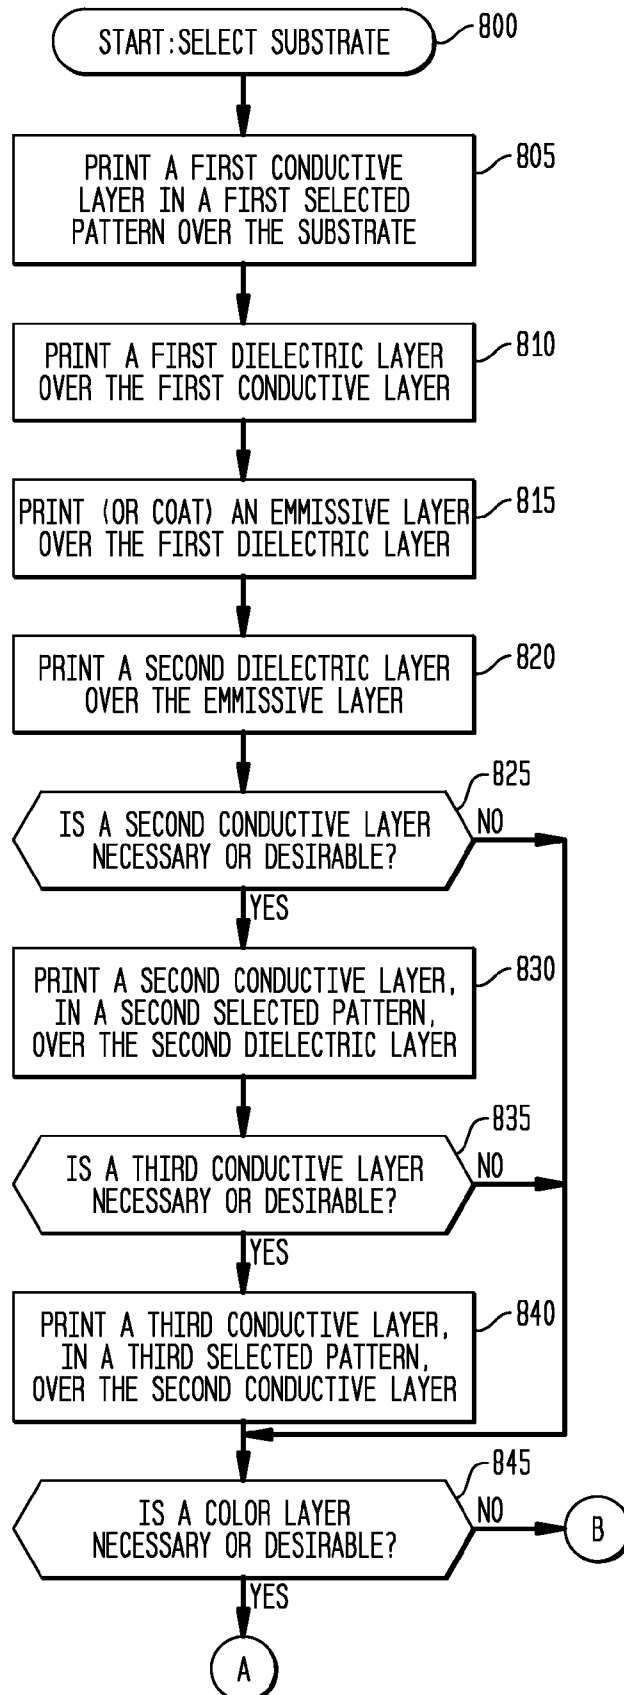 START:SELECT SUBSTRATE
800
PRINT A FIRST CONDUCTIVE
LAYER IN A FIRST SELECTED
PATTERN OVER THE SUBSTRATE
805
PRINT A FIRST DIELECTRIC LAYER
OVER THE FIRST CONDUCTIVE LAYER
810
PRINT (OR COAT) AN EMMISSIVE LAYER
OVER THE FIRST DIELECTRIC LAYER
815
PRINT A SECOND DIELECTRIC LAYER
OVER THE EMMISSIVE LAYER
820
IS A SECOND CONDUCTIVE LAYER
NECESSARY OR DESIRABLE?
825
NO
YES
PRINT A SECOND CONDUCTIVE LAYER,
IN A SECOND SELECTED PATTERN,
OVER THE SECOND DIELECTRIC LAYER
830
IS A THIRD CONDUCTIVE LAYER
NECESSARY OR DESIRABLE?
835
NO
YES
PRINT A THIRD CONDUCTIVE LAYER,
IN A THIRD SELECTED PATTERN,
OVER THE SECOND CONDUCTIVE LAYER
840
IS A COLOR LAYER
NECESSARY OR DESIRABLE?
845
NO
B
YES
A